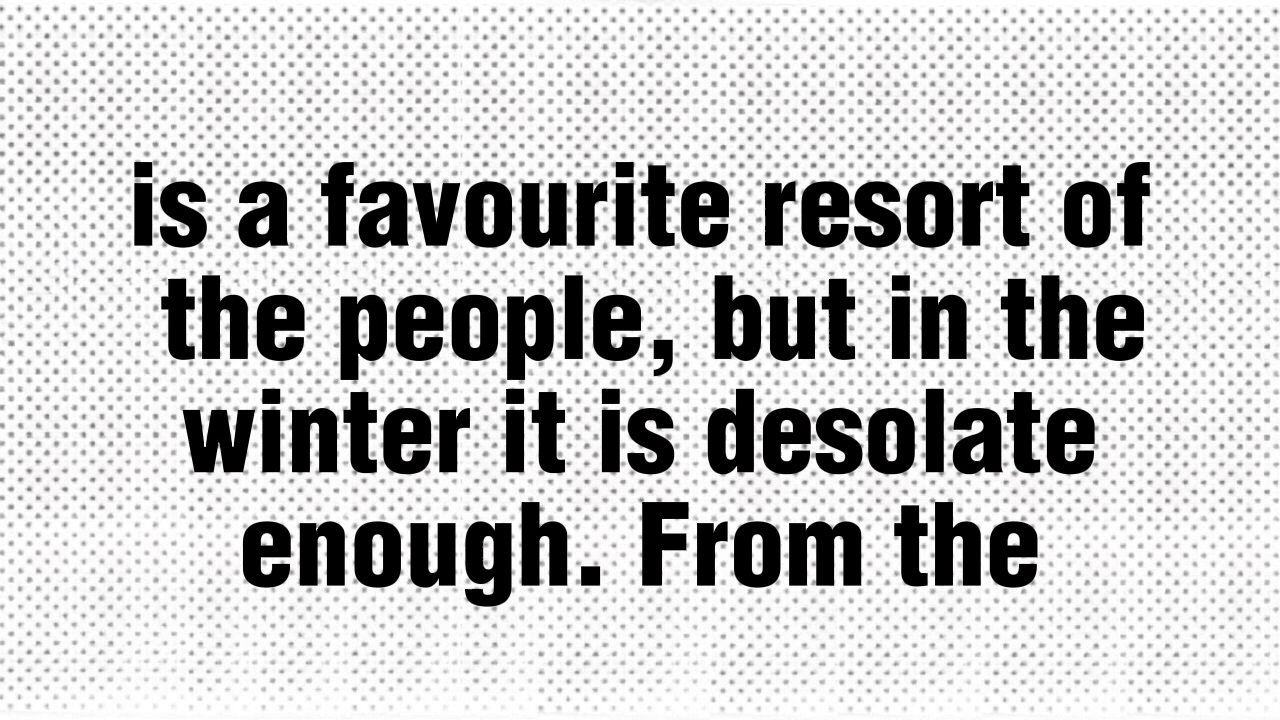 is a favourite resort of
the people, but in the
winter it is desolate
enough. From the